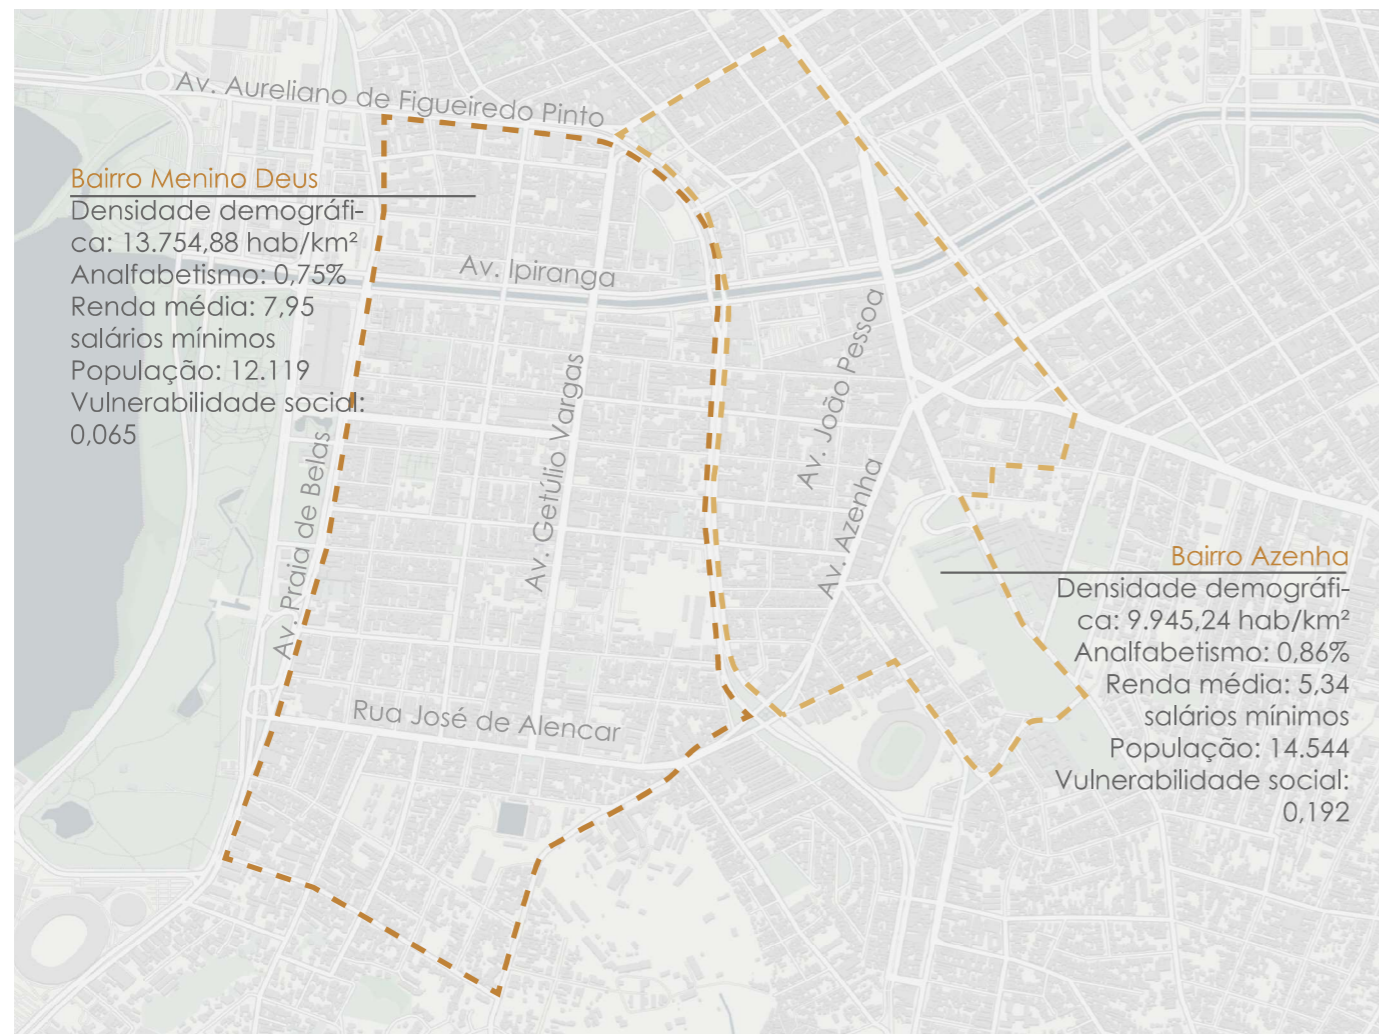 Av. Aureliano de Figueiredo Pinto
Bairro Menino Deus
Densidade demográfi-
ca: 13.754,88 hab/km²
Analfabetismo: 0,75%
Renda média: 7,95
salários mínimos
População: 12.119
Vulnerabilidade social:
0,065
Av. Ipiranga
Av. João Pessoa
Av. Getúlio Vargas
Av. Praia de Belas
Av. Azenha
Rua José de Alencar
Bairro Azenha
Densidade demográfi-
ca: 9.945,24 hab/km²
Analfabetismo: 0,86%
Renda média: 5,34
salários mínimos
População: 14.544
Vulnerabilidade social:
0,192